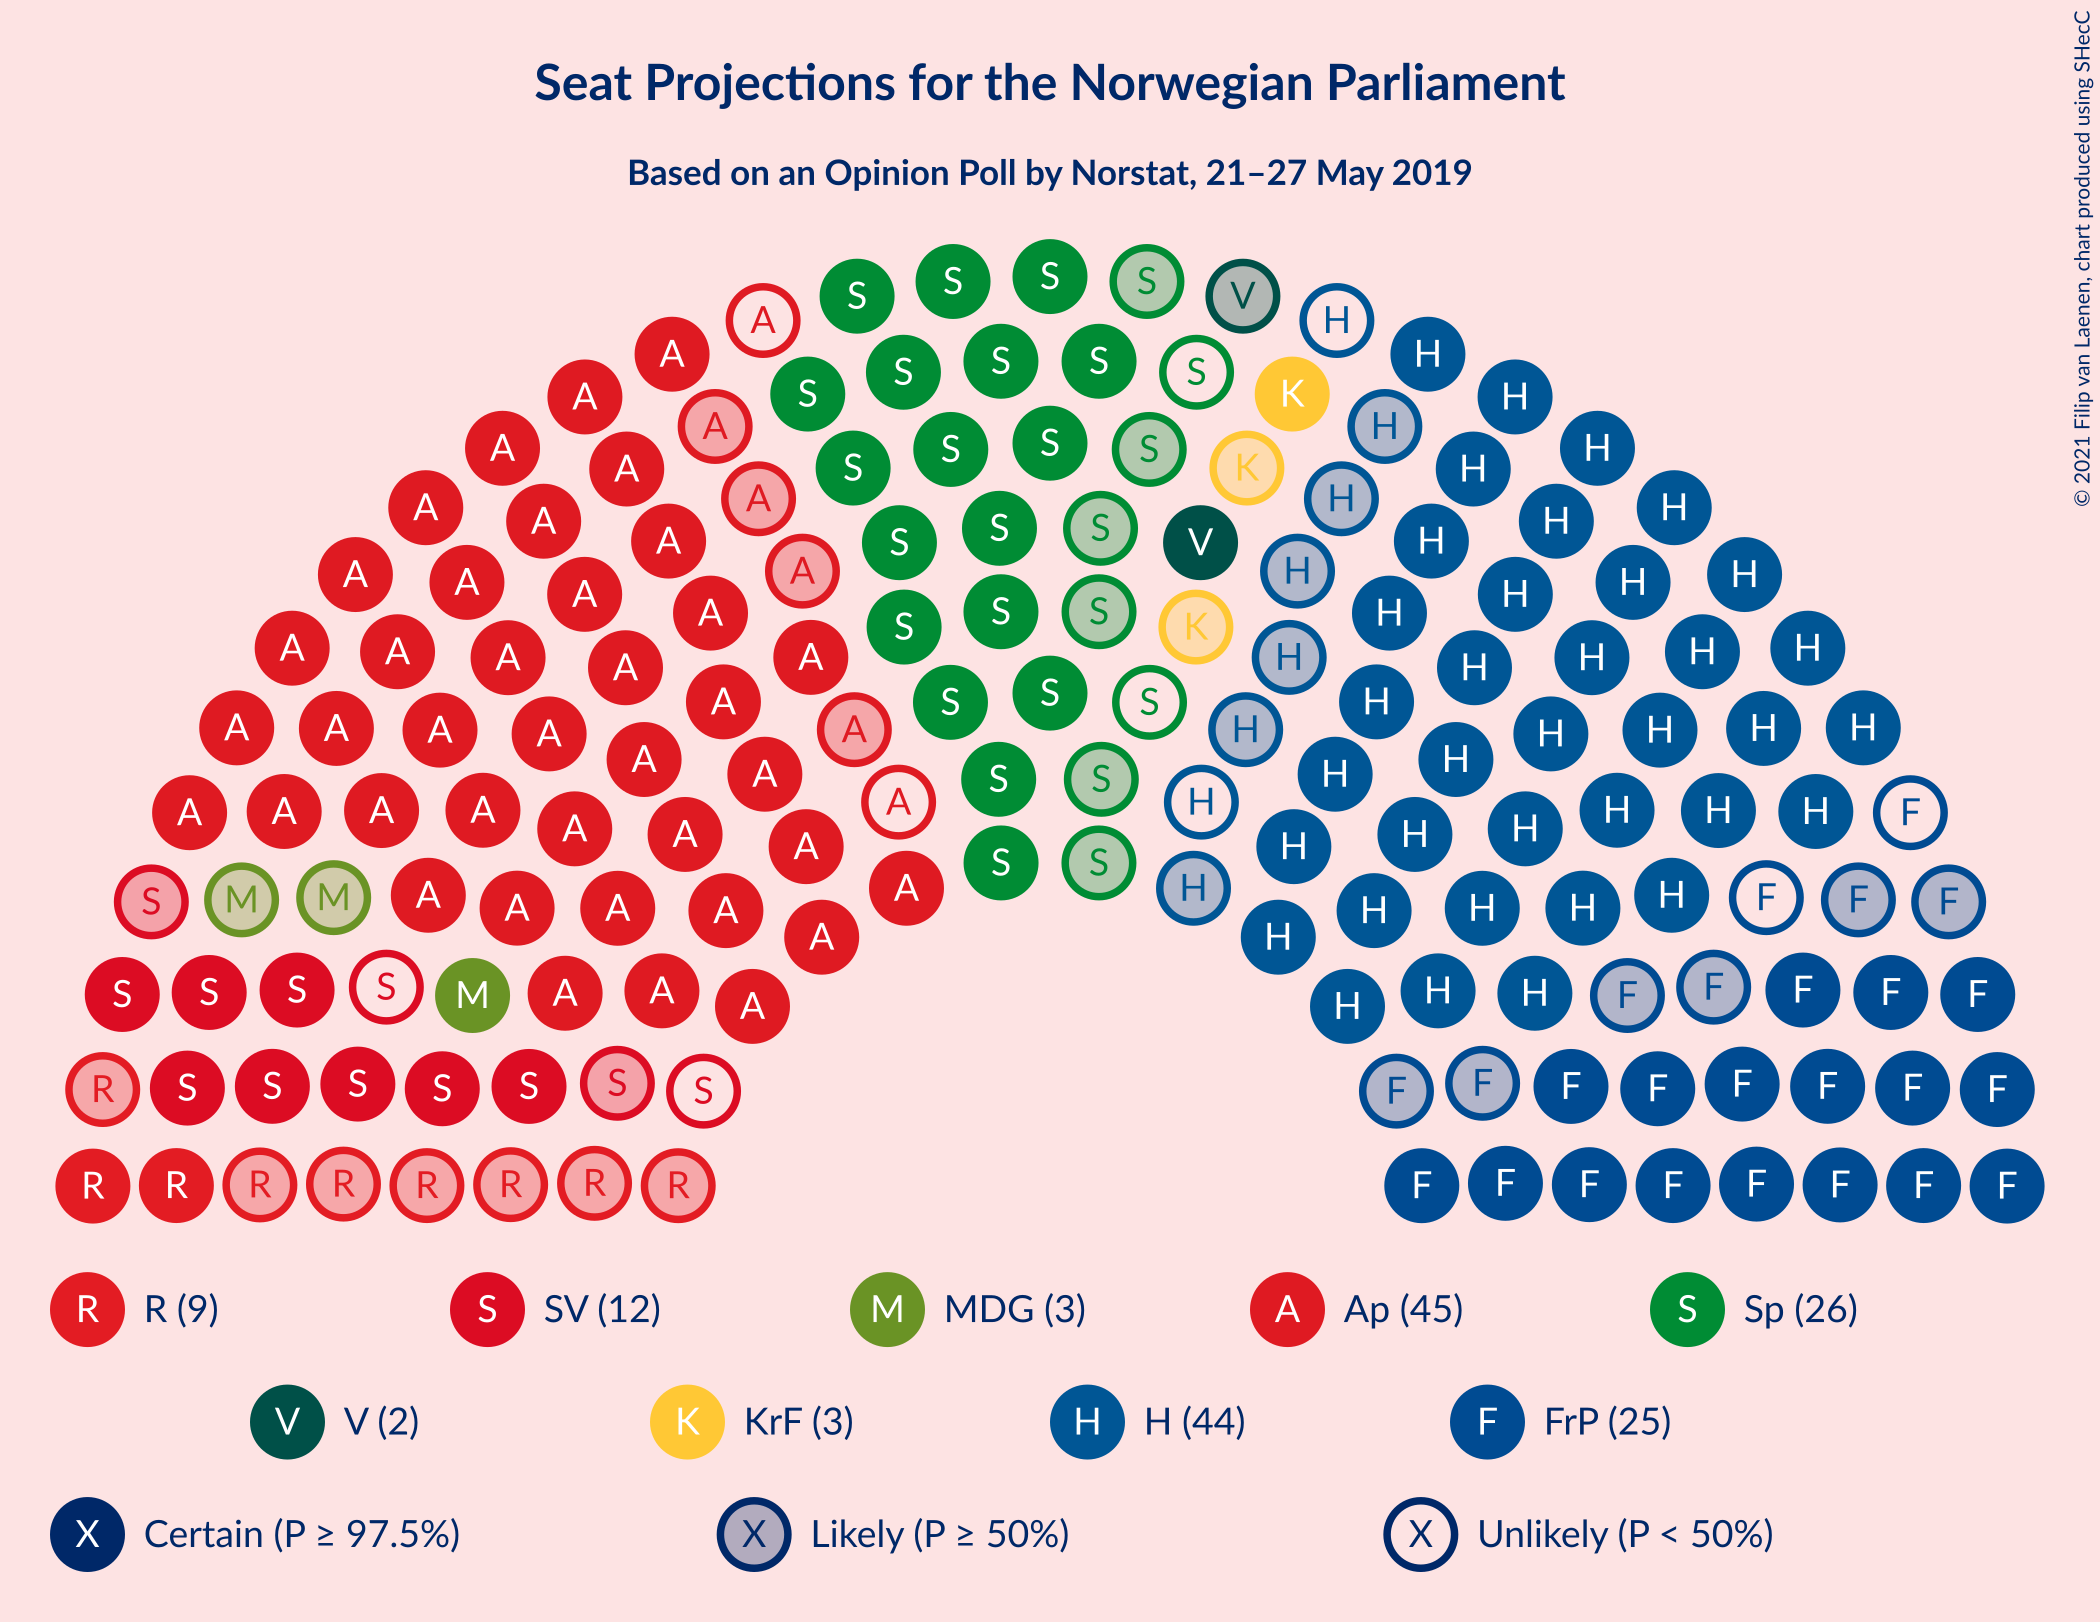 Seat Projections for the Norwegian Parliament
Based on an Opinion Poll by Norstat, 21–27 May 2019
© 2021 Filip van Laenen, chart produced using SHecC
S S S
S S V
A H
A H
S S S
A S H
S K
A H
A H
S S S S
A K H
A H
A H
A H
A H
S S S V
A H
A H
A H
A H
A H
S S S K
A H
A H
A H
A H
A H
S S S
A H
A H
A H
A H
A H
A H
S S
A H
A H
A H
A H
A H
A H
A F
S S
A H
A H
A H
A H
A H
M F
M F
S F
A H
A H
A H
M F
S F
S F
S F
S F
S F
S F
S F
S F
S F
S F
R F
R R R R R R R R F F F F F F F F
R R (9) S SV (12) M MDG (3) A Ap (45) S Sp (26)
V V (2) K KrF (3) H H (44) F FrP (25)
X Certain (P ≥ 97.5%) X Likely (P ≥ 50%) X Unlikely (P < 50%)